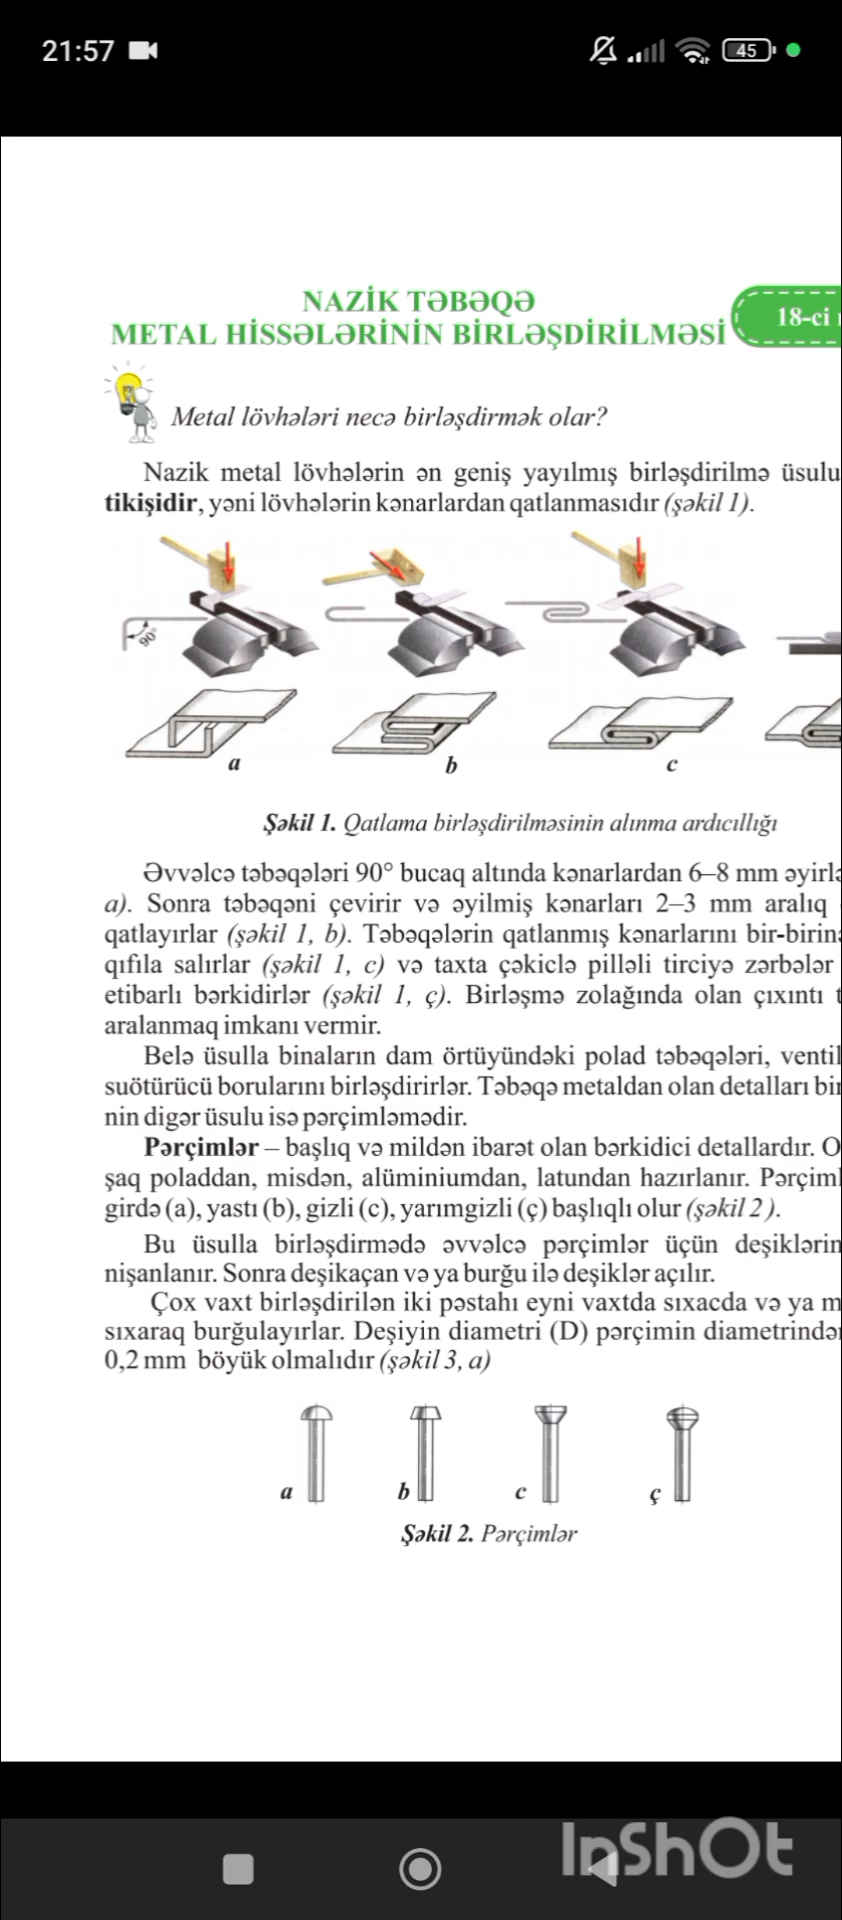 21:57
45
NAZİK TƏBƏQƏ
METAL HİSSƏLƏRİNİN BİRLƏŞDİRİLMƏSİ
18-ci
Metal lövhələri necə birləşdirmək olar?
Nazik metal lövhələrin ən geniş yayılmış birləşdirilmə üsulu
tikişidir, yəni lövhələrin kənarlardan qatlanmasıdır (şəkil 1).
90°
a
b
c
Şəkil 1. Qatlama birləşdirilməsinin alınma ardıcıllığı
Əvvəlcə təbəqələri 90° bucaq altında kənarlardan 6–8 mm əyirlə
a). Sonra təbəqəni çevirir və əyilmiş kənarları 2–3 mm aralıq
qatlayırlar (şəkil 1, b). Təbəqələrin qatlanmış kənarlarını bir-birinə
qıfıla salırlar (şəkil 1, c) və taxta çəkiclə pilləli tirciyə zərbələr
etibarlı bərkidirlər (şəkil 1, ç). Birləşmə zolağında olan çıxıntı t
aralanmaq imkanı vermir.
Belə üsulla binaların dam örtüyündəki polad təbəqələri, ventil
suötürücü borularını birləşdirirlər. Təbəqə metaldan olan detalları bir
nin digər üsulu isə pərçimləmədir.
Pərçimlər – başlıq və mildən ibarət olan bərkidici detallardır. O
şaq poladdan, misdən, alüminiumdan, latundan hazırlanır. Pərçiml
girdə (a), yastı (b), gizli (c), yarımgizli (ç) başlıqlı olur (şəkil 2).
Bu üsulla birləşdirmədə əvvəlcə pərçimlər üçün deşiklərin
nişanlanır. Sonra deşikaçan və ya burğu ilə deşiklər açılır.
Çox vaxt birləşdirilən iki pəstahı eyni vaxtda sıxacda və ya m
sıxaraq burğulayırlar. Deşiyin diametri (D) pərçimin diametrindən
0,2 mm böyük olmalıdır (şəkil 3, a)
a
b
c
ç
Şəkil 2. Pərçimlər
InShOt